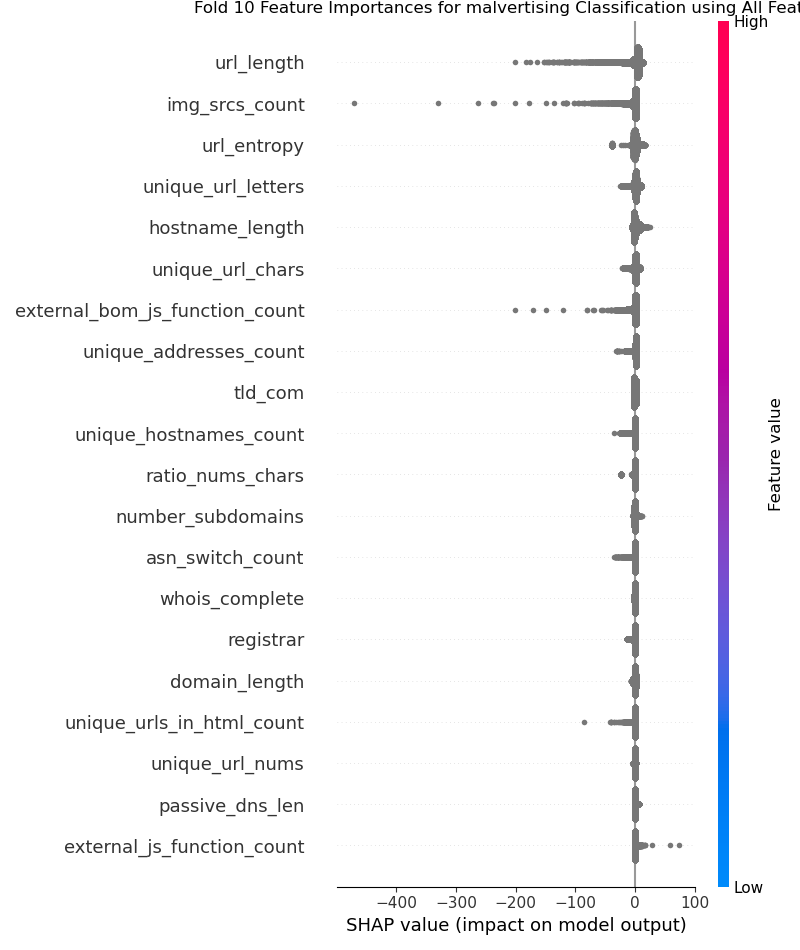 Fold 10 Feature Importances for malvertising Classification using All Feat
High
url_length
img_srcs_count
url_entropy
unique_url_letters
hostname_length
unique_url_chars
external_bom_js_function_count
unique_addresses_count
tld_com
unique_hostnames_count
ratio_nums_chars
number_subdomains
asn_switch_count
whois_complete
registrar
domain_length
unique_urls_in_html_count
unique_url_nums
passive_dns_len
external_js_function_count
Feature value
Low
−400 −300 −200 −100 0 100
SHAP value (impact on model output)